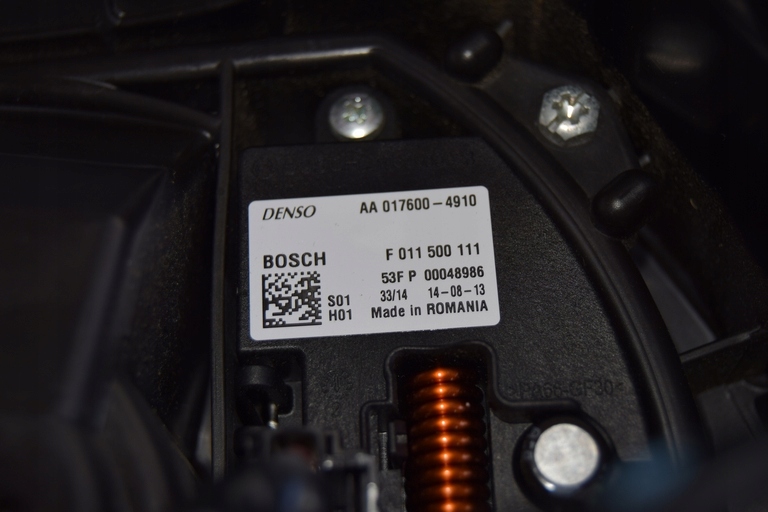 DENSO AA 017600-4910
BOSCH F 011 500 111
53F P 00048986
S01 33/14 14-08-13
H01 Made in ROMANIA